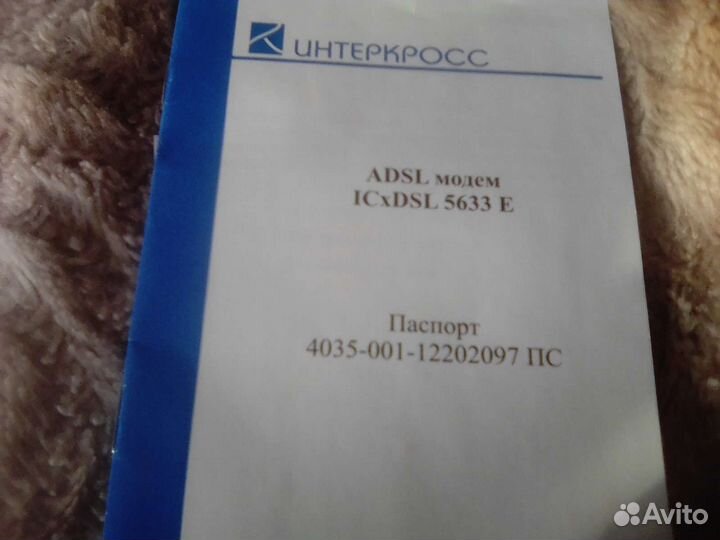 ИНТЕРКРОСС
ADSL модем
ICxDSL 5633 E
Паспорт
4035-001-12202097 ПС
Avito